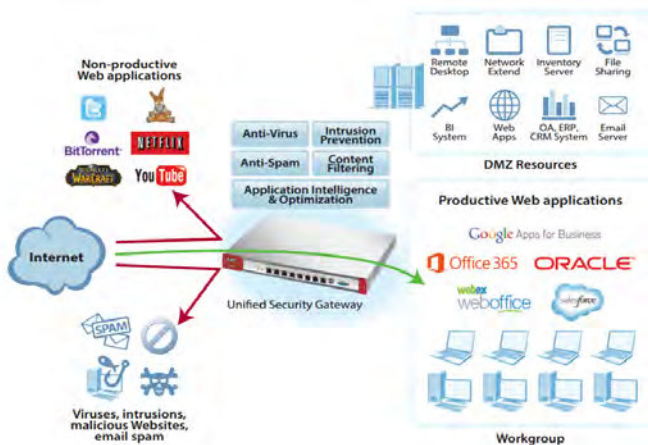 Non-productive
Web applications
BitTorrent
NETFLIX
WARCRAFT
YouTube
Internet
SPAM
Viruses, intrusions,
malicious Websites,
email spam
Anti-Virus
Intrusion
Prevention
Anti-Spam
Content
Filtering
Application Intelligence
& Optimization
Unified Security Gateway
Remote
Desktop
Network
Extend
Inventory
Server
File
Sharing
BI
System
Web
Apps
OA, ERP,
CRM System
Email
Server
DMZ Resources
Productive Web applications
Google Apps for Business
Office 365
ORACLE
webex
weboffice
salesforce
Workgroup